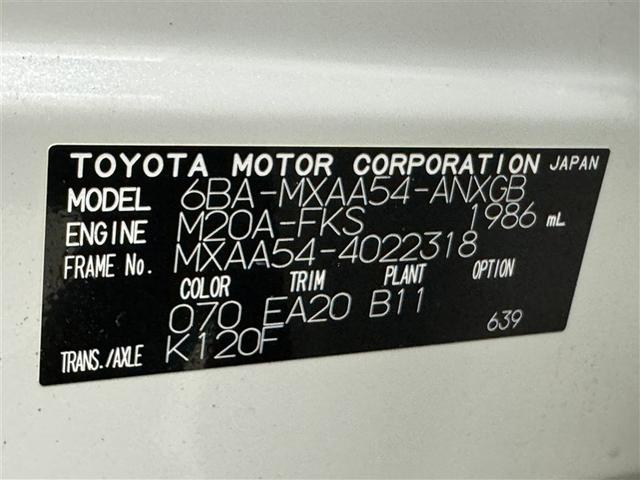 TOYOTA MOTOR CORPORATION JAPAN
MODEL 6BA-MXAA54-ANXGB
ENGINE M20A-FKS 1986 mL
FRAME No. MXAA54-4022318
COLOR TRIM PLANT OPTION
070 EA20 B11 639
TRANS./AXLE K120F